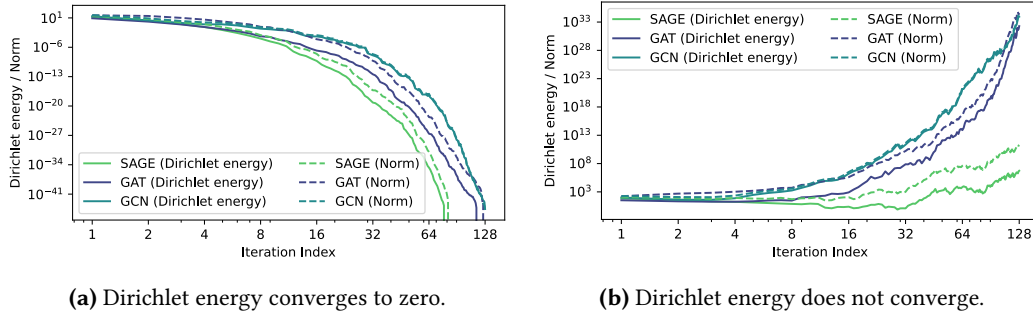 10^1
10^-6
10^-13
10^-20
10^-27
10^-34
10^-41
Dirichlet energy / Norm
SAGE (Dirichlet energy) SAGE (Norm)
GAT (Dirichlet energy) GAT (Norm)
GCN (Dirichlet energy) GCN (Norm)
1 2 4 8 16 32 64 128
Iteration Index
(a) Dirichlet energy converges to zero.
10^33
10^28
10^23
10^18
10^13
10^8
10^3
Dirichlet energy / Norm
SAGE (Dirichlet energy) SAGE (Norm)
GAT (Dirichlet energy) GAT (Norm)
GCN (Dirichlet energy) GCN (Norm)
1 2 4 8 16 32 64 128
Iteration Index
(b) Dirichlet energy does not converge.